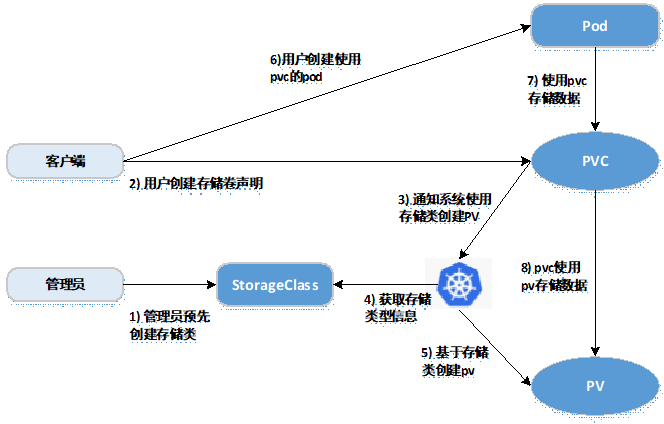 Pod
6)用户创建使用
pvc的pod
7) 使用pvc
存储数据
客户端
PVC
2) 用户创建存储卷声明
3) 通知系统使用
存储类创建PV
管理员
StorageClass
8) pvc使用
pv存储数据
4) 获取存储
类型信息
1) 管理员预先
创建存储类
5) 基于存储
类创建pv
PV